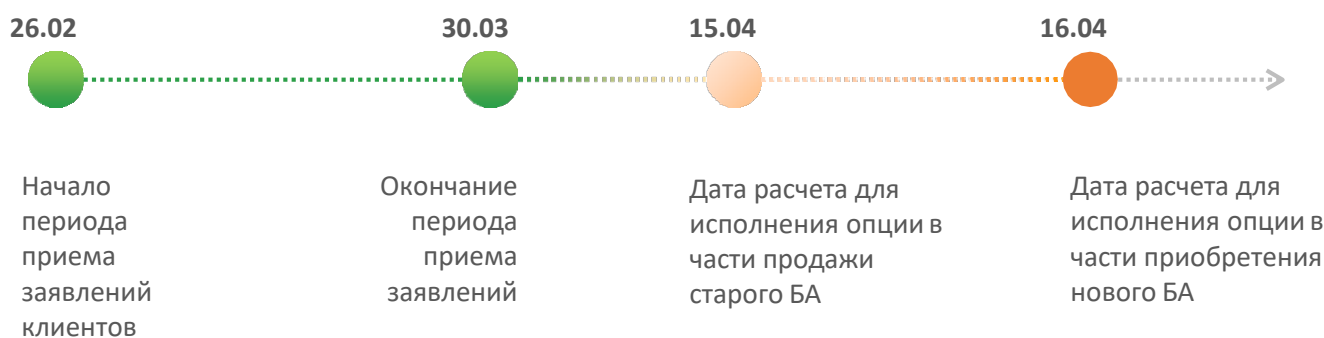 26.02
30.03
15.04
16.04
Начало
периода
приема
заявлений
клиентов
Окончание
периода
приема
заявлений
Дата расчета для
исполнения опции в
части продажи
старого БА
Дата расчета для
исполнения опции в
части приобретения
нового БА